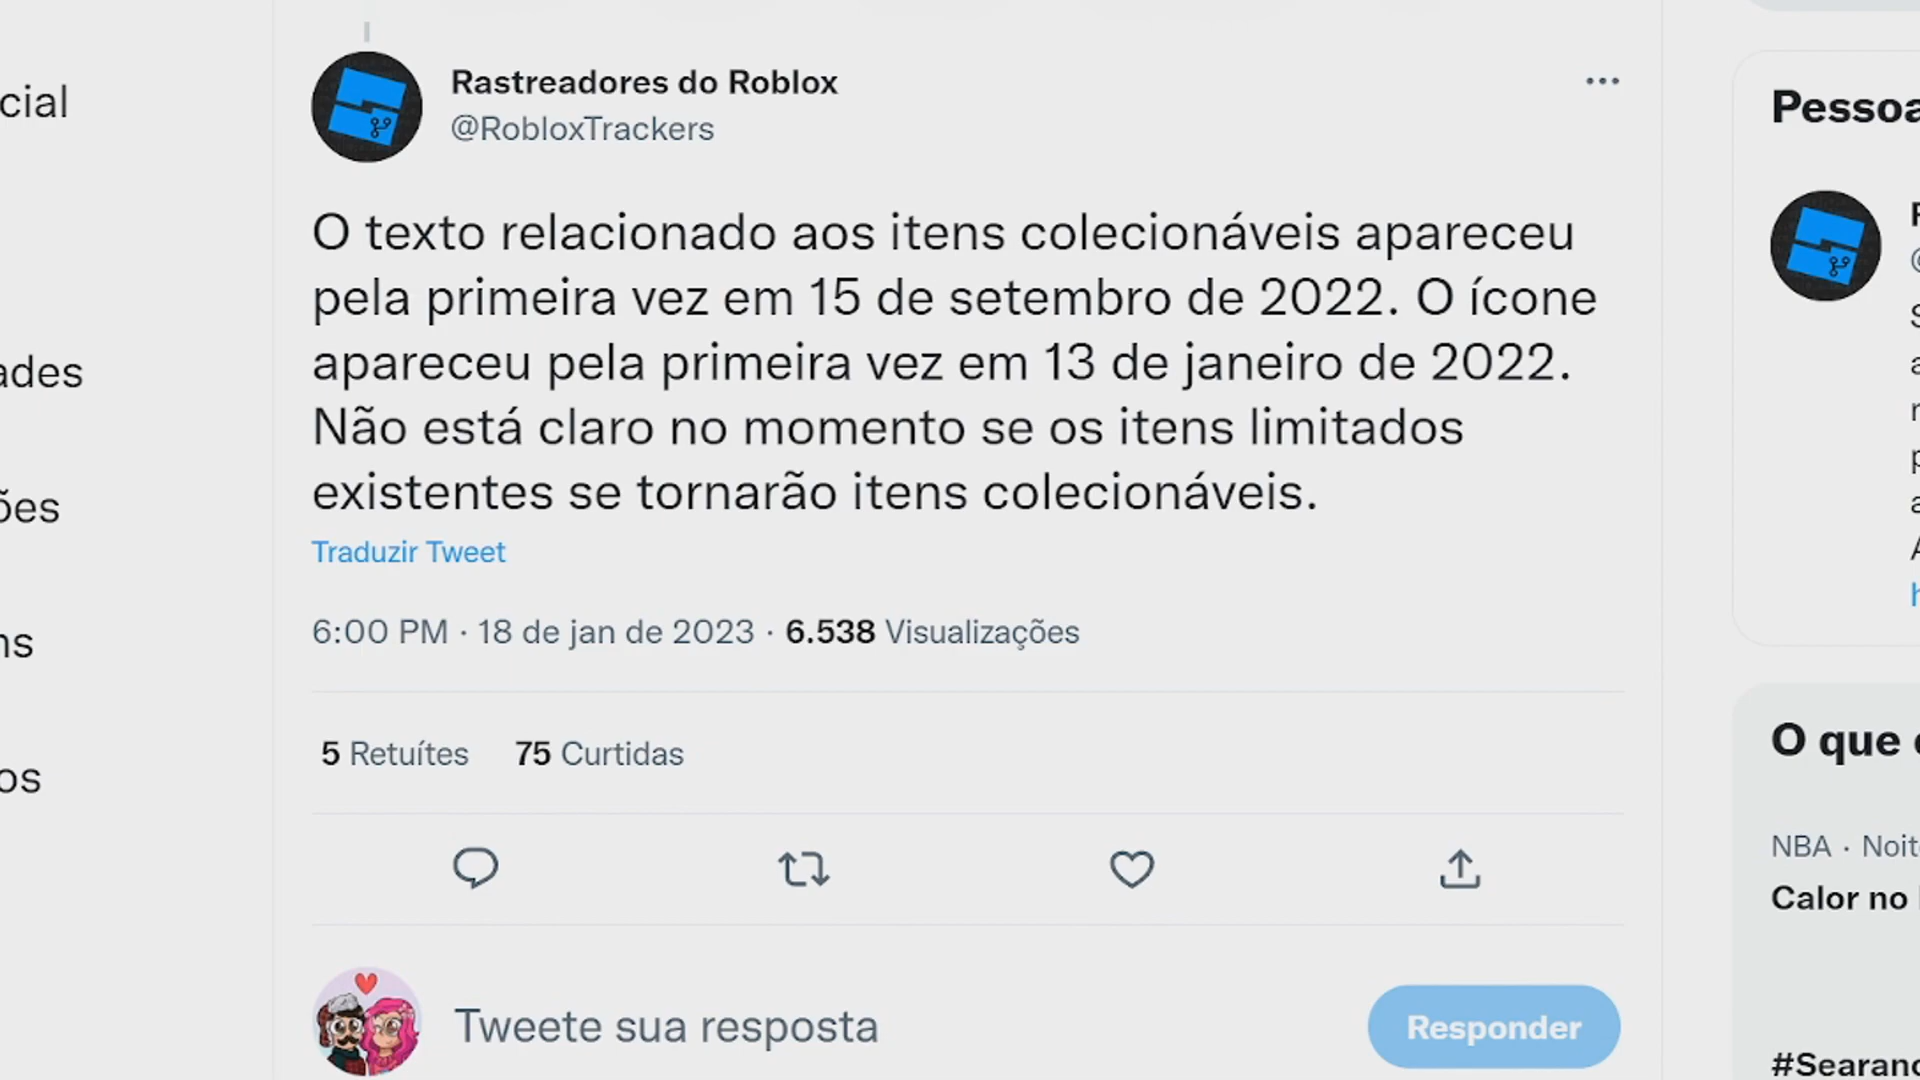 cial
ades
ões
ns
os
Rastreadores do Roblox
@RobloxTrackers
O texto relacionado aos itens colecionáveis apareceu
pela primeira vez em 15 de setembro de 2022. O ícone
apareceu pela primeira vez em 13 de janeiro de 2022.
Não está claro no momento se os itens limitados
existentes se tornarão itens colecionáveis.
Traduzir Tweet
6:00 PM · 18 de jan de 2023 · 6.538 Visualizações
5 Retuítes 75 Curtidas
Tweete sua resposta
Responder
Pessoa
O que
NBA · Noit
Calor no
#Searan